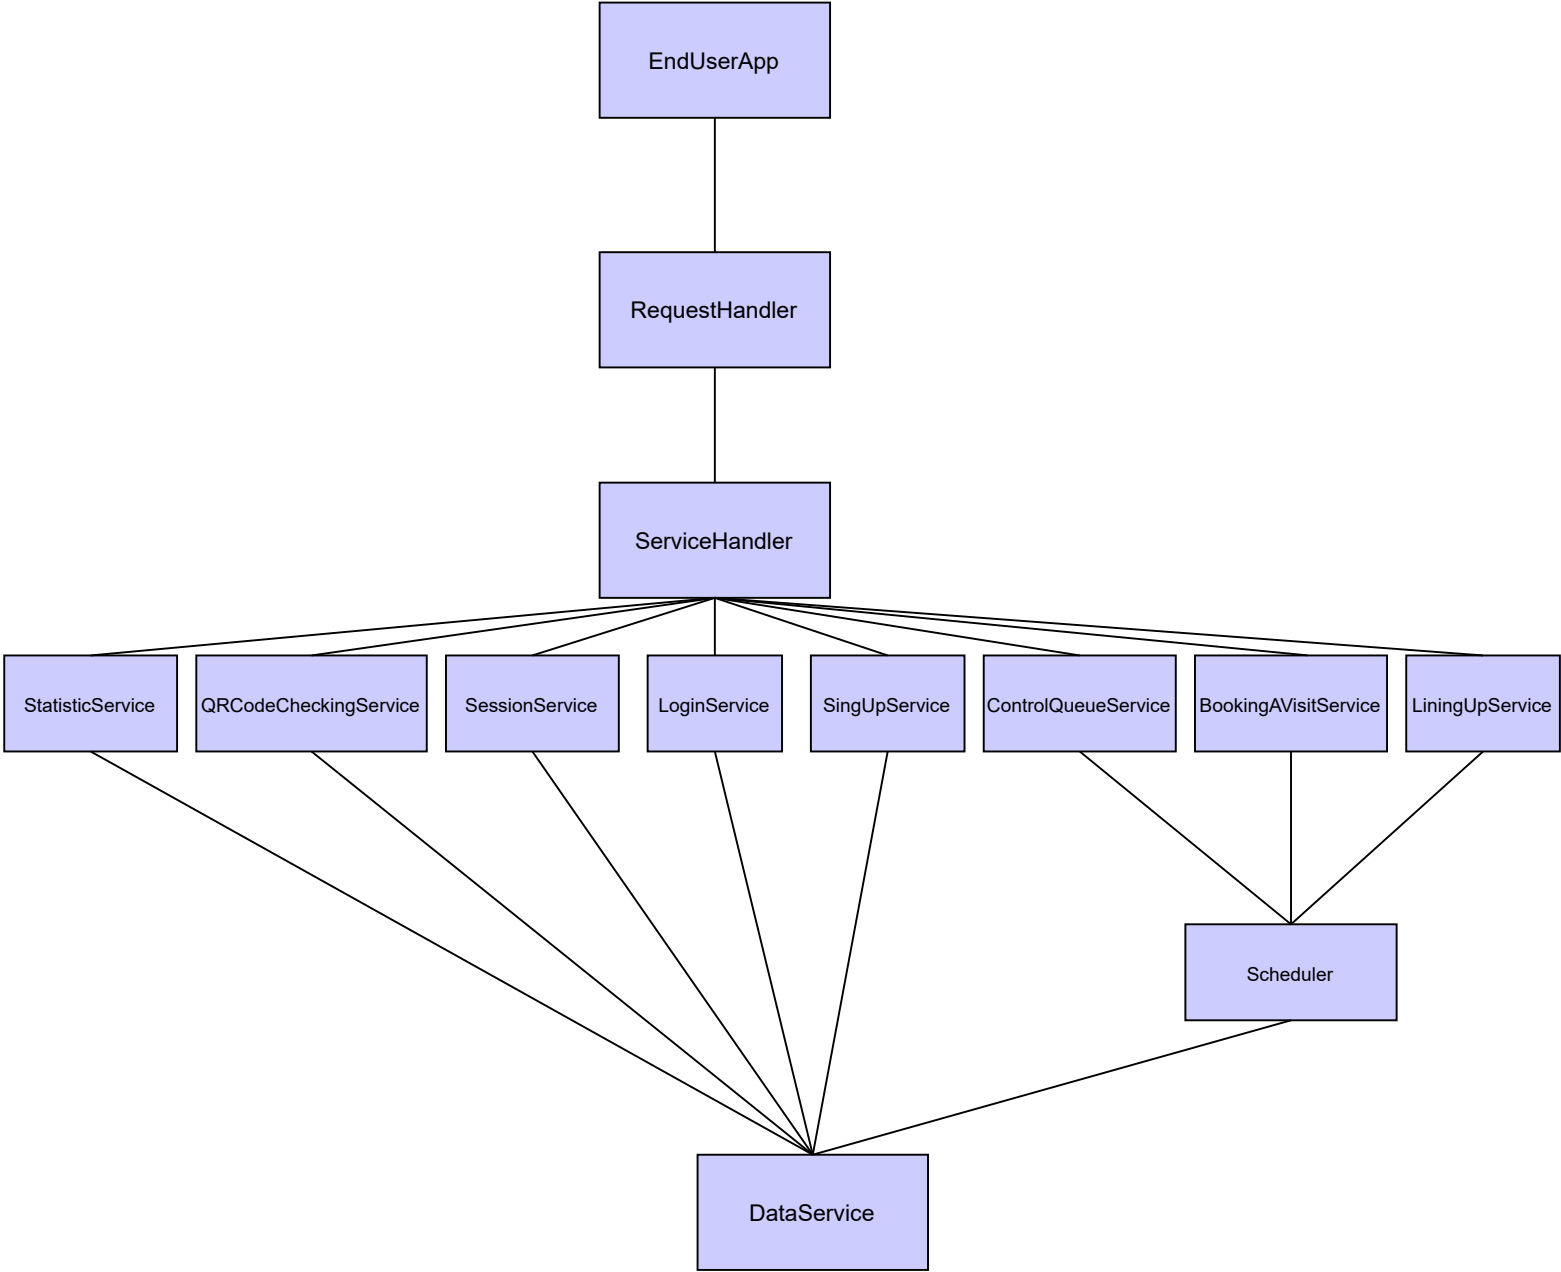 EndUserApp
RequestHandler
ServiceHandler
StatisticService
QRCodeCheckingService
SessionService
LoginService
SingUpService
ControlQueueService
BookingAVisitService
LiningUpService
Scheduler
DataService